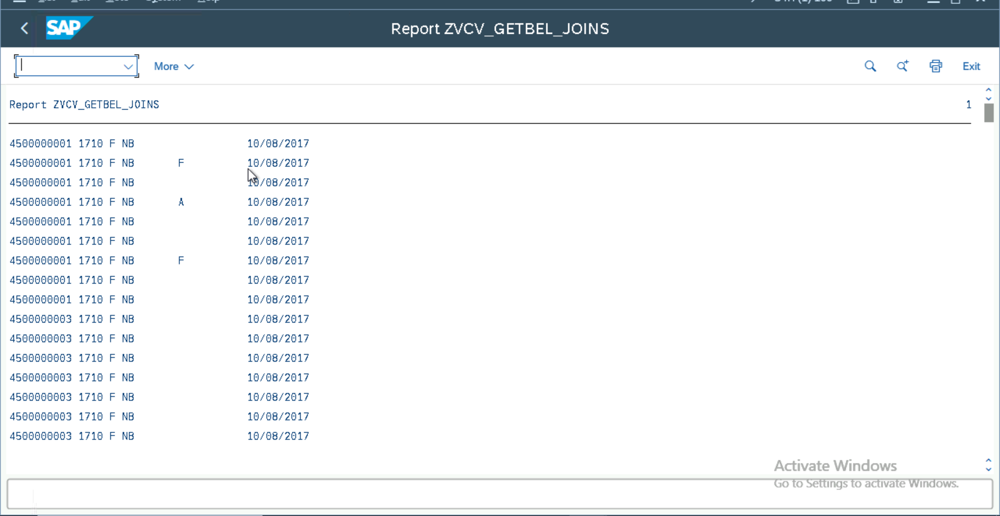 SAP
Report ZVCV_GETBEL_JOINS
More
Exit
Report ZVCV_GETBEL_JOINS 1
4500000001 1710 F NB 10/08/2017
4500000001 1710 F NB F 10/08/2017
4500000001 1710 F NB 10/08/2017
4500000001 1710 F NB A 10/08/2017
4500000001 1710 F NB 10/08/2017
4500000001 1710 F NB 10/08/2017
4500000001 1710 F NB F 10/08/2017
4500000001 1710 F NB 10/08/2017
4500000001 1710 F NB 10/08/2017
4500000003 1710 F NB 10/08/2017
4500000003 1710 F NB 10/08/2017
4500000003 1710 F NB 10/08/2017
4500000003 1710 F NB 10/08/2017
4500000003 1710 F NB 10/08/2017
4500000003 1710 F NB 10/08/2017
4500000003 1710 F NB 10/08/2017
Activate Windows
Go to Settings to activate Windows.